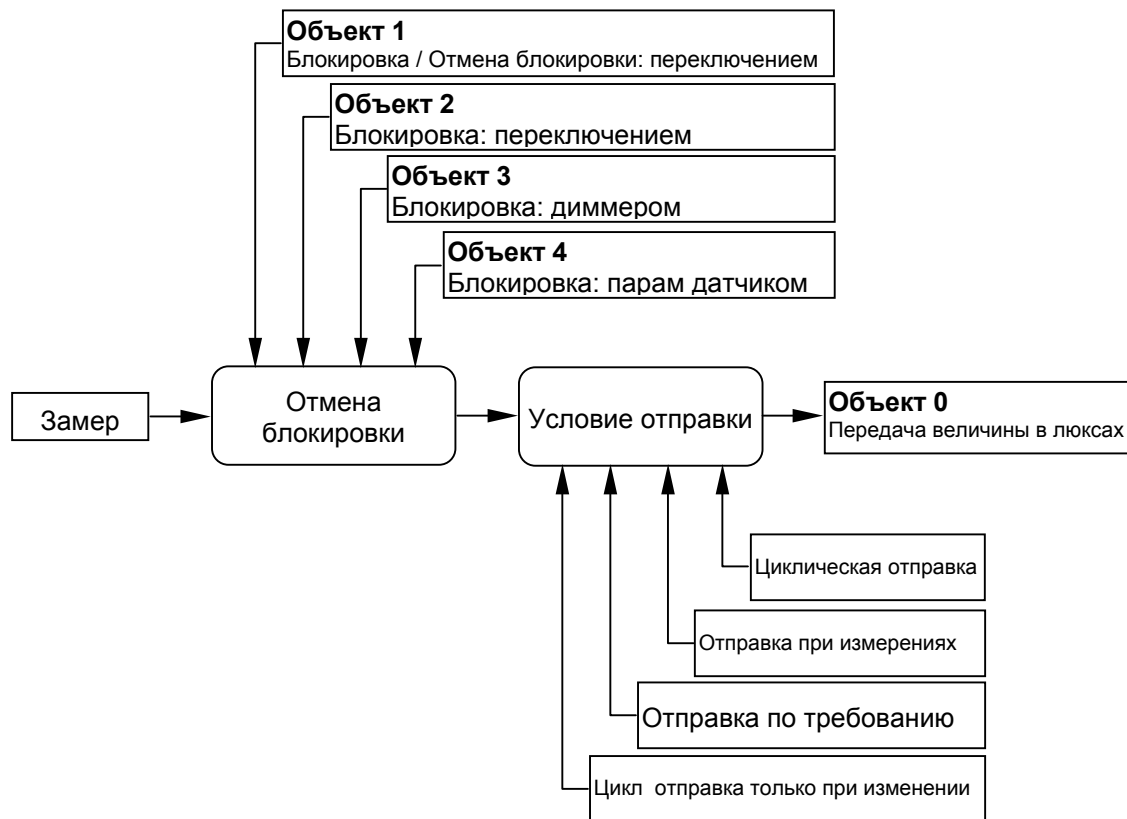 Объект 1
Блокировка / Отмена блокировки: переключением
Объект 2
Блокировка: переключением
Объект 3
Блокировка: диммером
Объект 4
Блокировка: парам датчиком
Замер
Отмена
блокировки
Условие отправки
Объект 0
Передача величины в люксах
Циклическая отправка
Отправка при измерениях
Отправка по требованию
Цикл отправка только при изменении